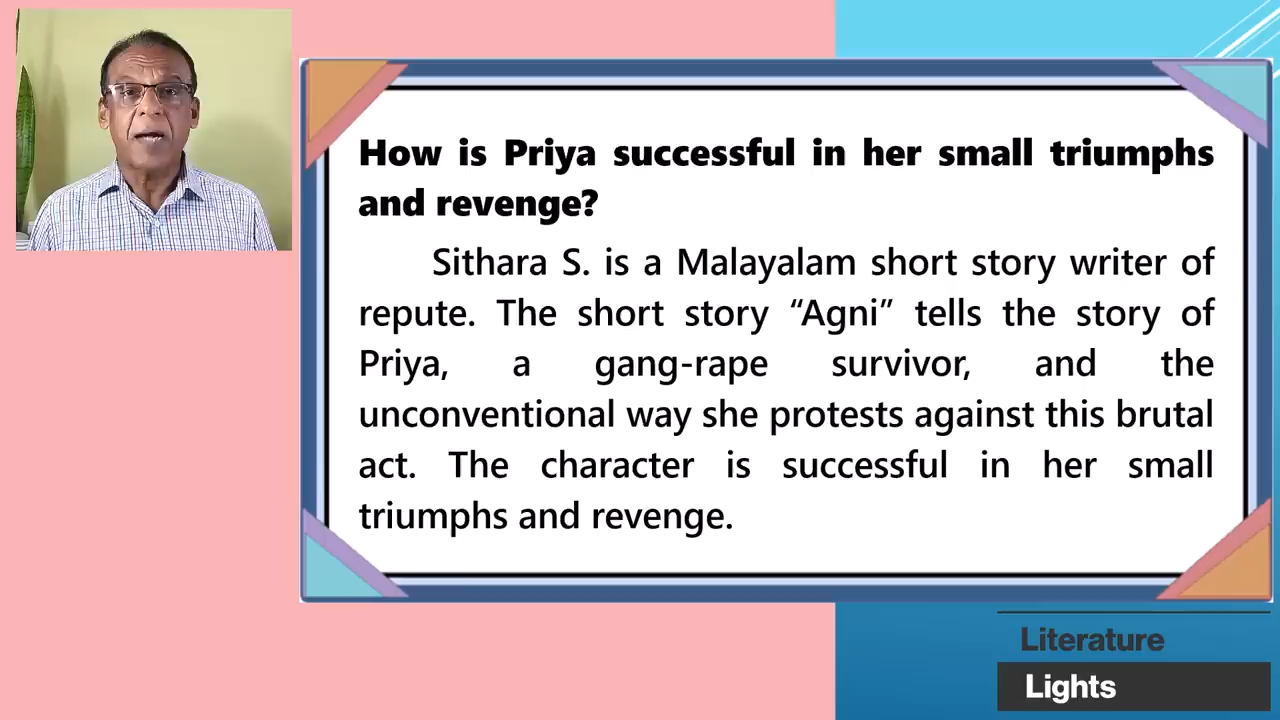 How is Priya successful in her small triumphs
and revenge?
Sithara S. is a Malayalam short story writer of
repute. The short story “Agni” tells the story of
Priya, a gang-rape survivor, and the
unconventional way she protests against this brutal
act. The character is successful in her small
triumphs and revenge.
Literature
Lights